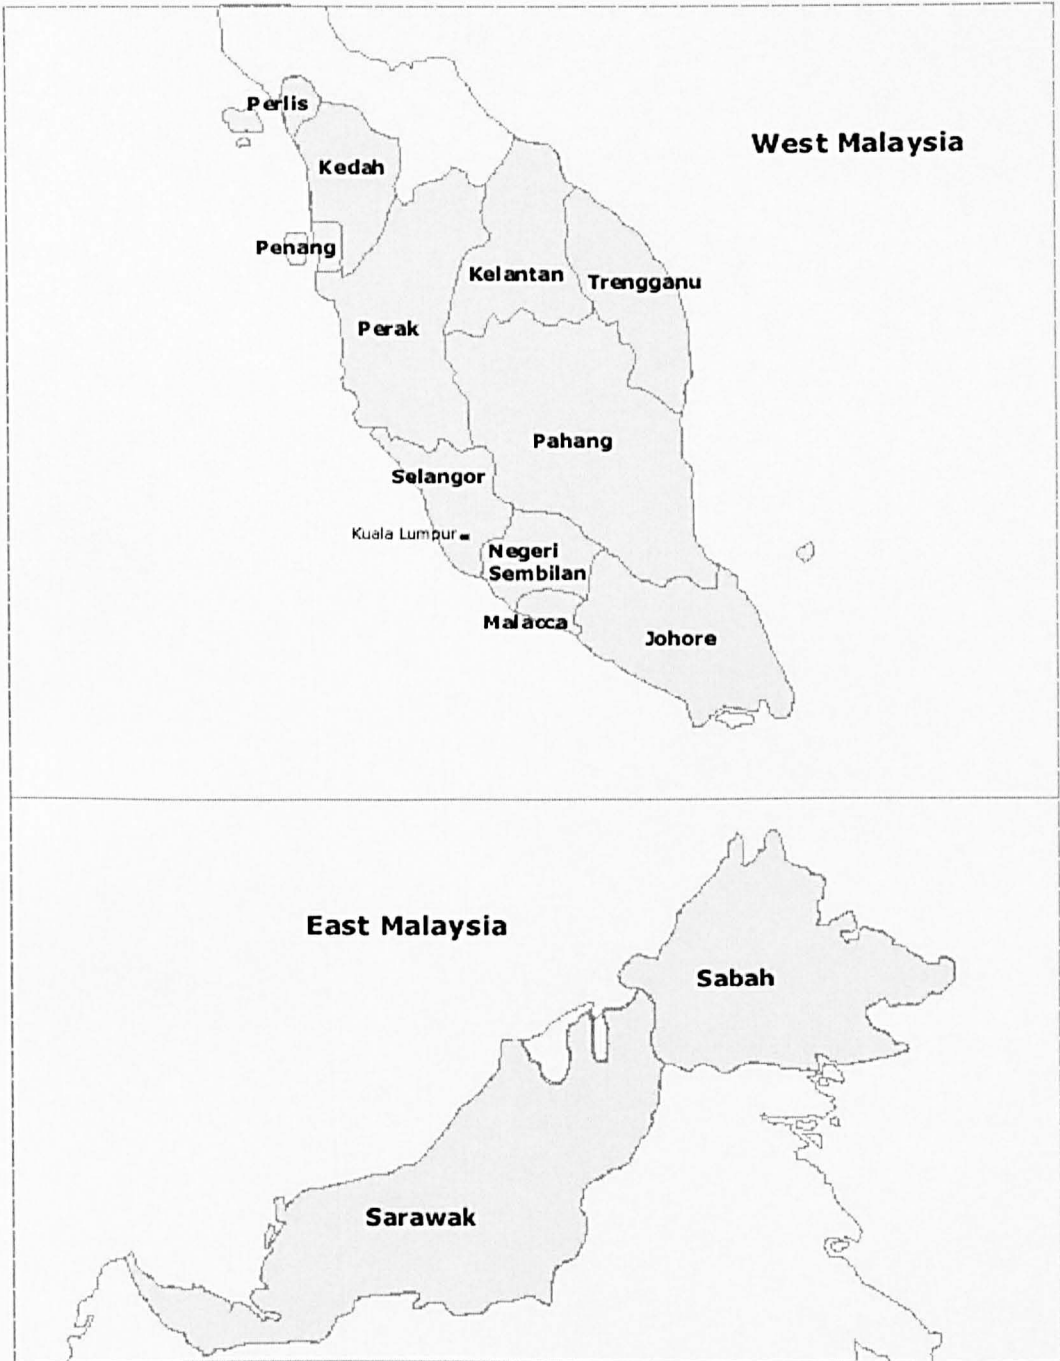 Perlis
West Malaysia
Kedah
Penang
Kelantan
Trengganu
Perak
Pahang
Selangor
Kuala Lumpur
Negeri
Sembilan
Malacca
Johore
East Malaysia
Sabah
Sarawak